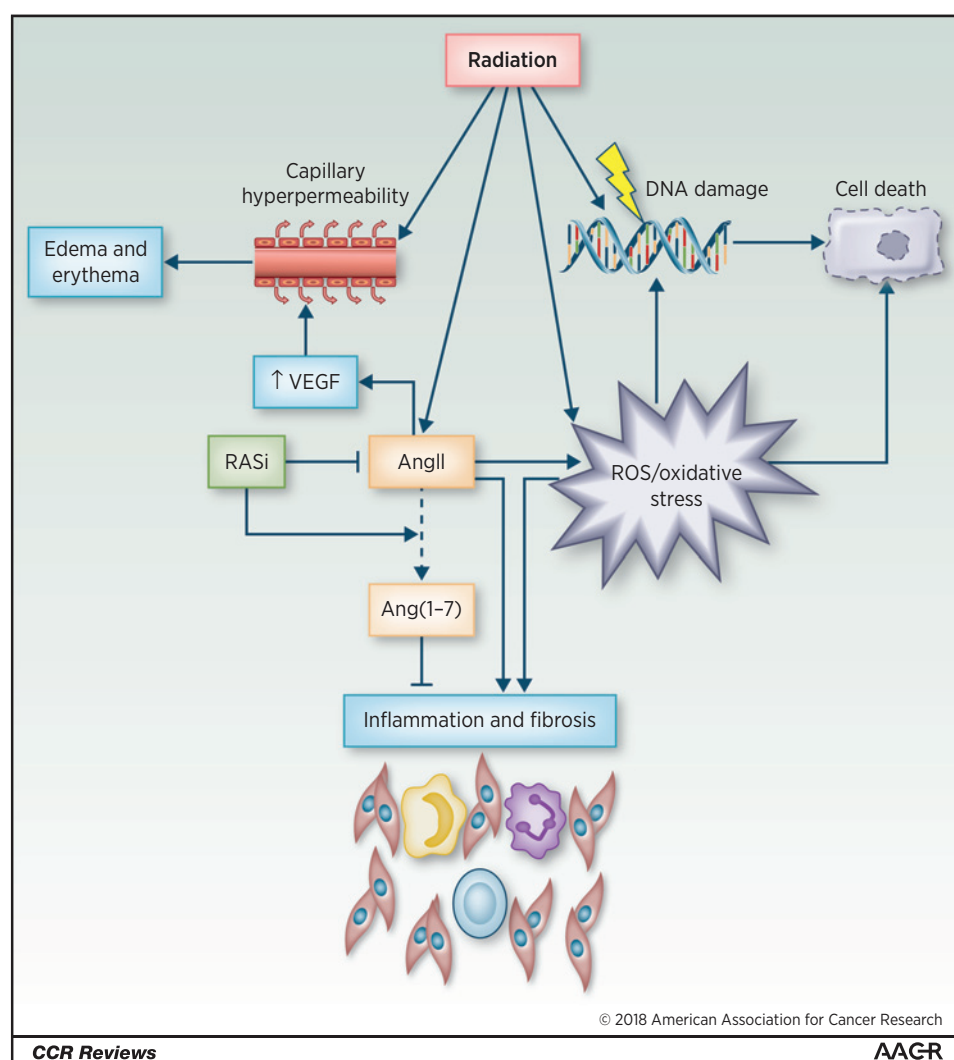 Radiation
Capillary
hyperpermeability
DNA damage
Cell death
Edema and
erythema
↑ VEGF
RASi
AngII
ROS/oxidative
stress
Ang(1–7)
Inflammation and fibrosis
© 2018 American Association for Cancer Research
CCR Reviews
AACR